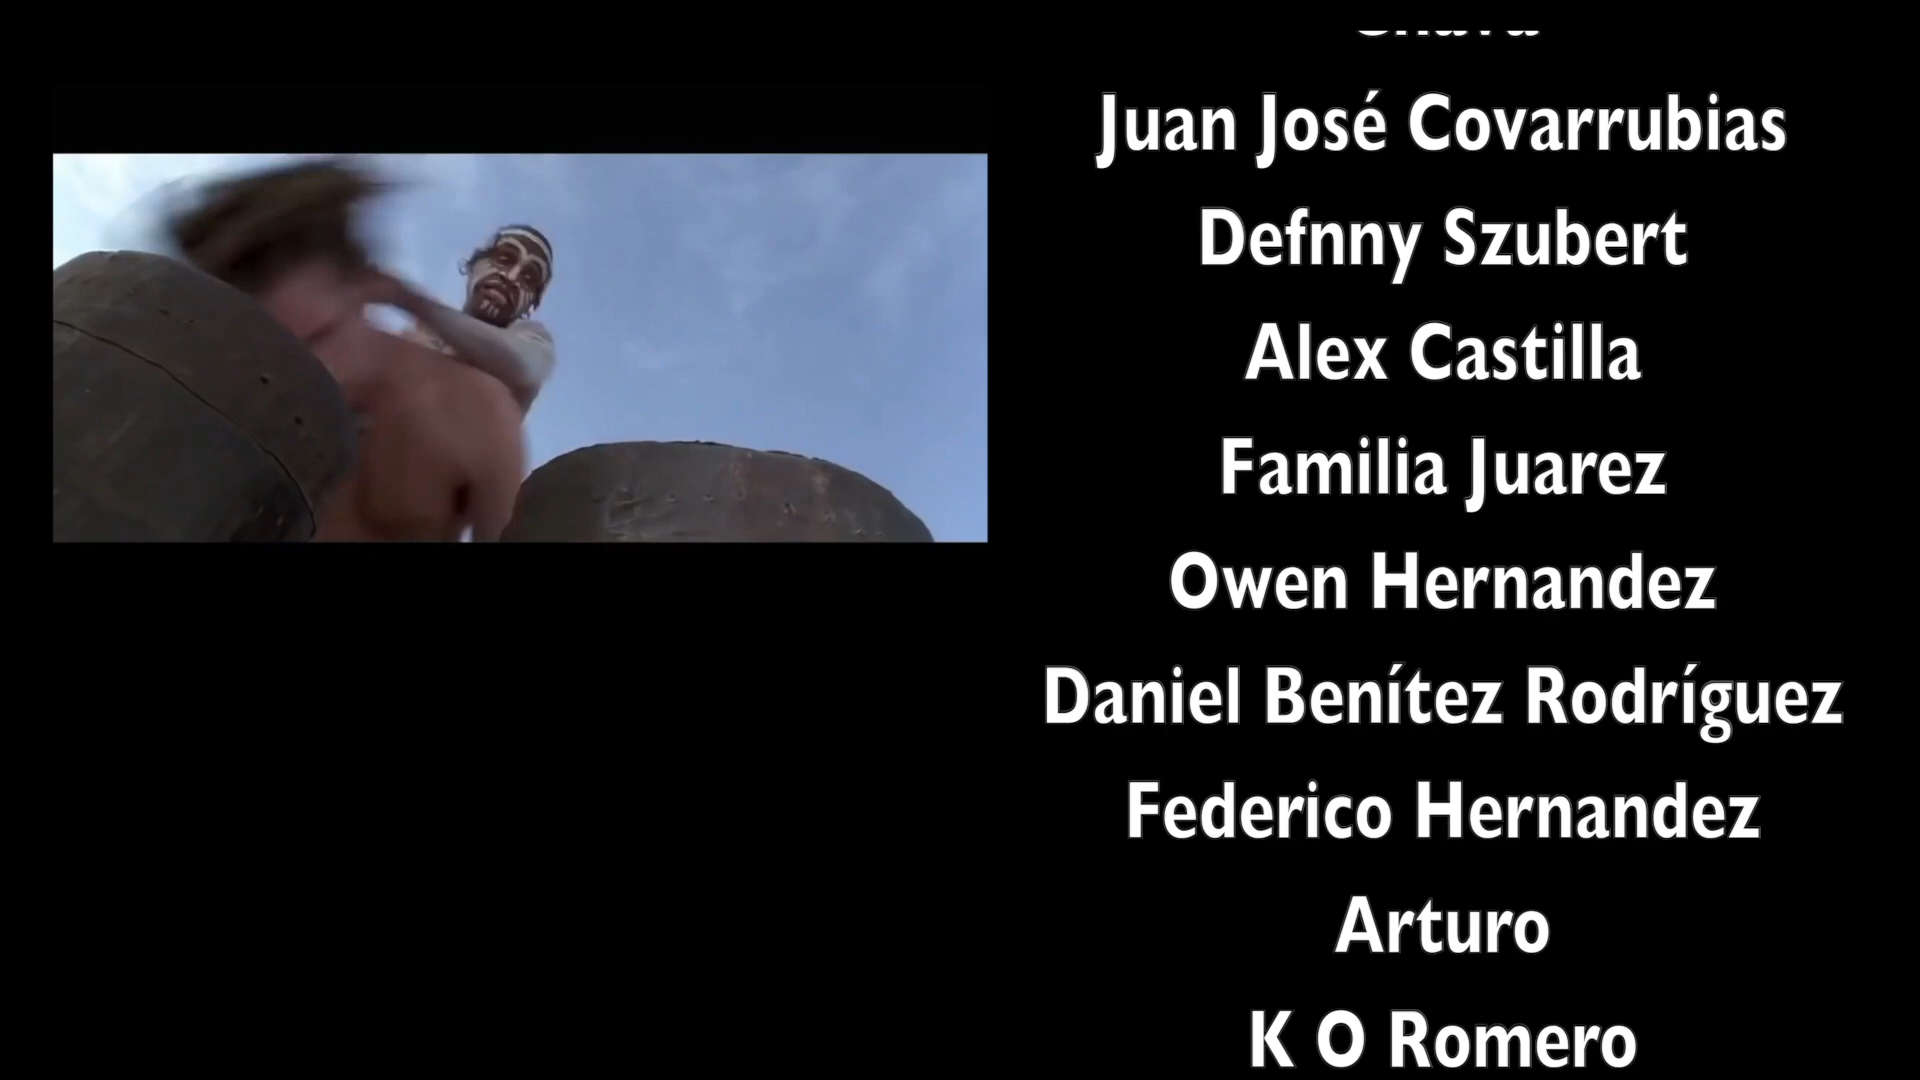 Juan José Covarrubias
Defnny Szubert
Alex Castilla
Familia Juarez
Owen Hernandez
Daniel Benítez Rodríguez
Federico Hernandez
Arturo
K O Romero